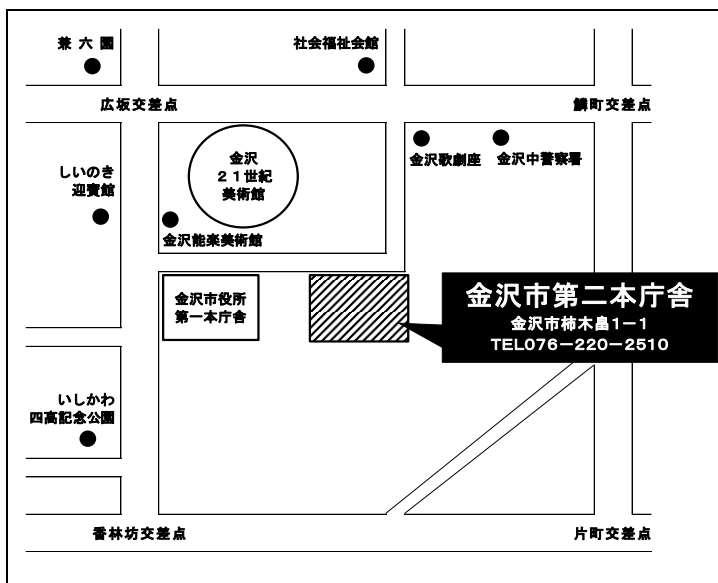 兼六園
社会福祉会館
広坂交差点
鱗町交差点
しいのき
迎賓館
金沢
21世紀
美術館
金沢歌劇座
金沢中警察署
金沢能楽美術館
金沢市役所
第一本庁舎
金沢市第二本庁舎
金沢市柿木畠1-1
TEL076-220-2510
いしかわ
四高記念公園
香林坊交差点
片町交差点